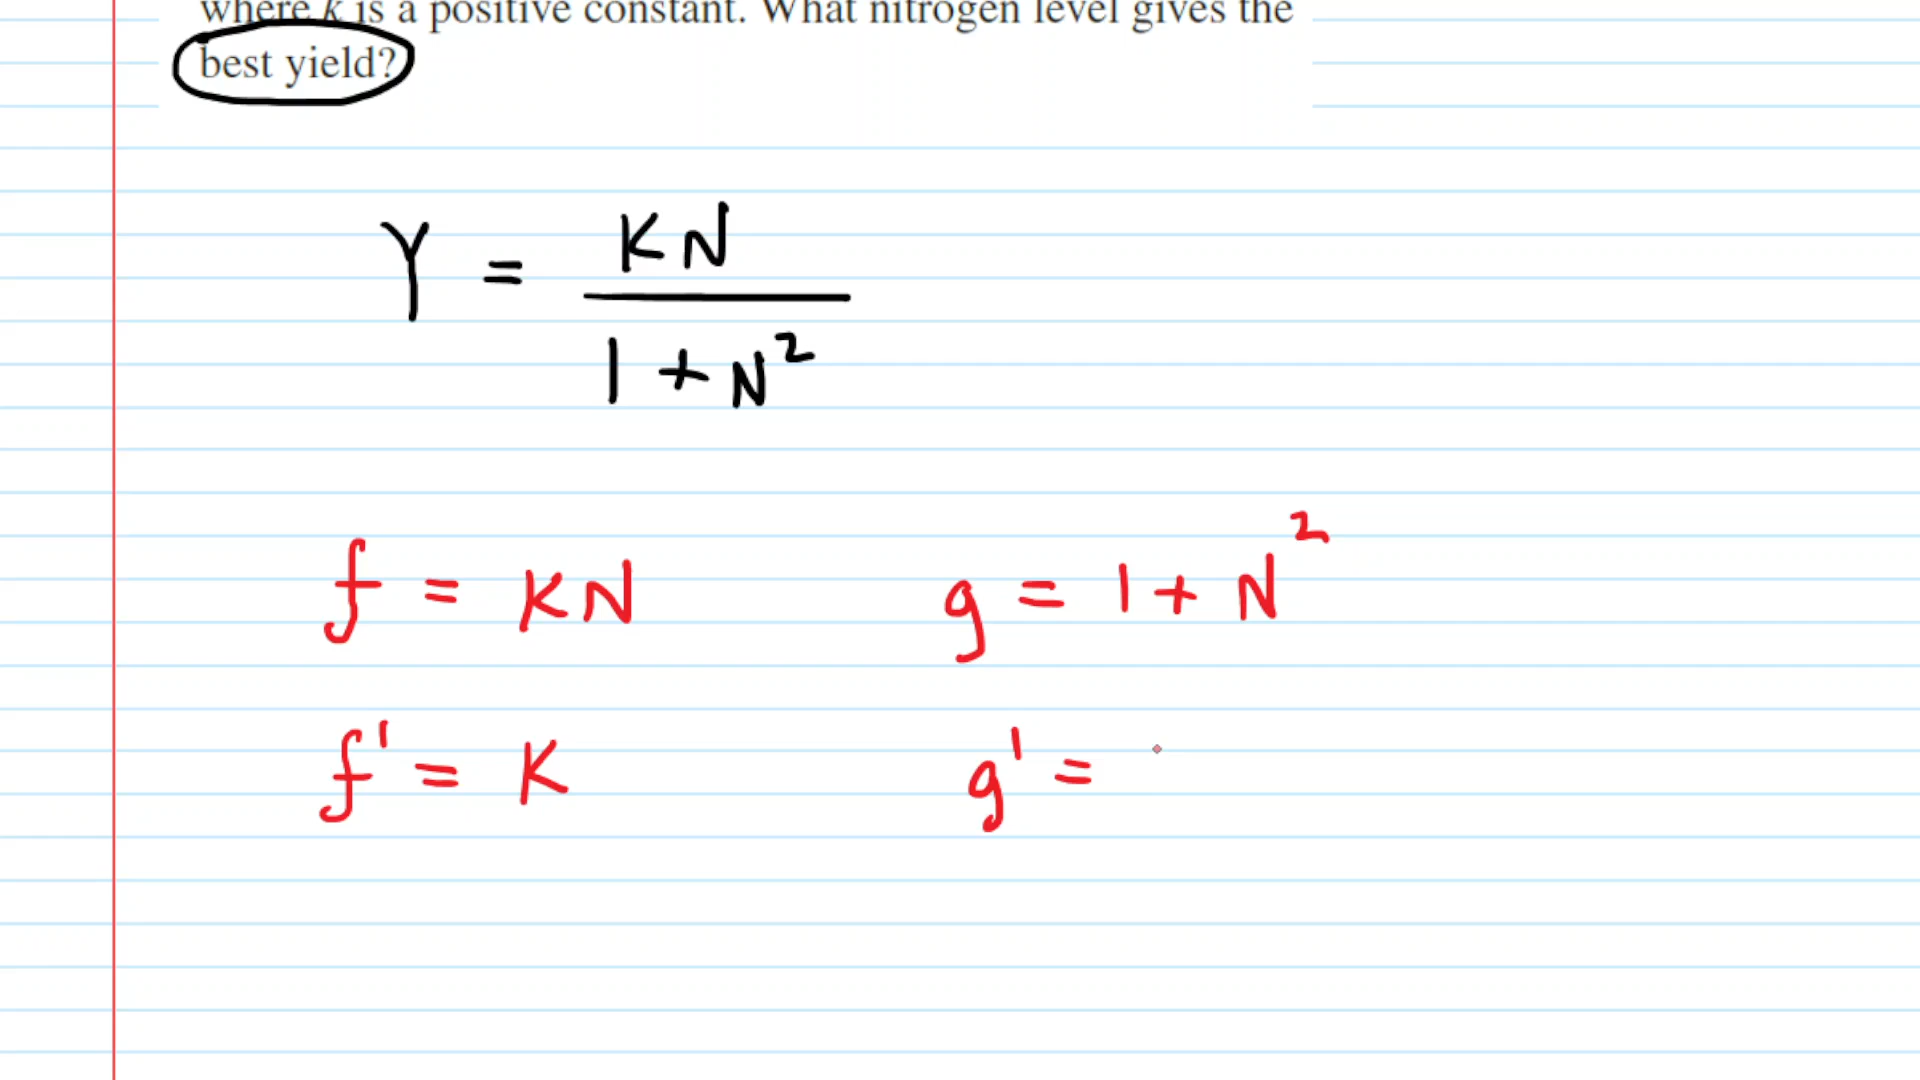 where k is a positive constant. What nitrogen level gives the
best yield?
Y = KN / 1 + N²
f = KN g = 1 + N²
f' = K g' =